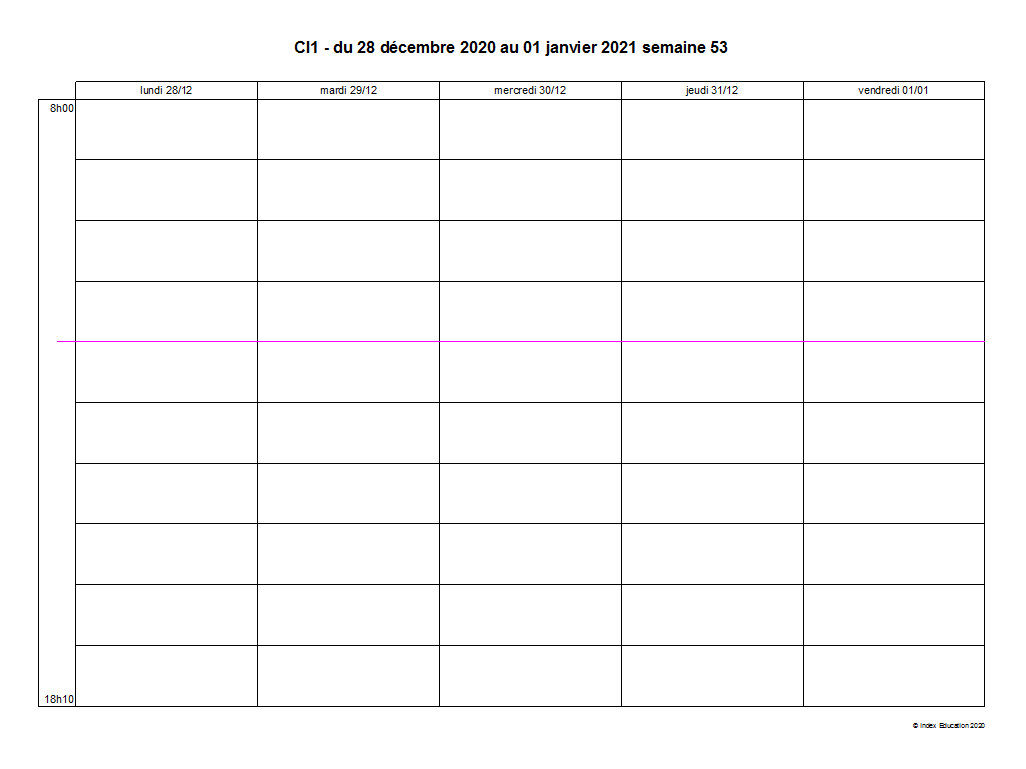 CI1 - du 28 décembre 2020 au 01 janvier 2021 semaine 53
lundi 28/12 mardi 29/12 mercredi 30/12 jeudi 31/12 vendredi 01/01
8h00
18h10
© Index Education 2020